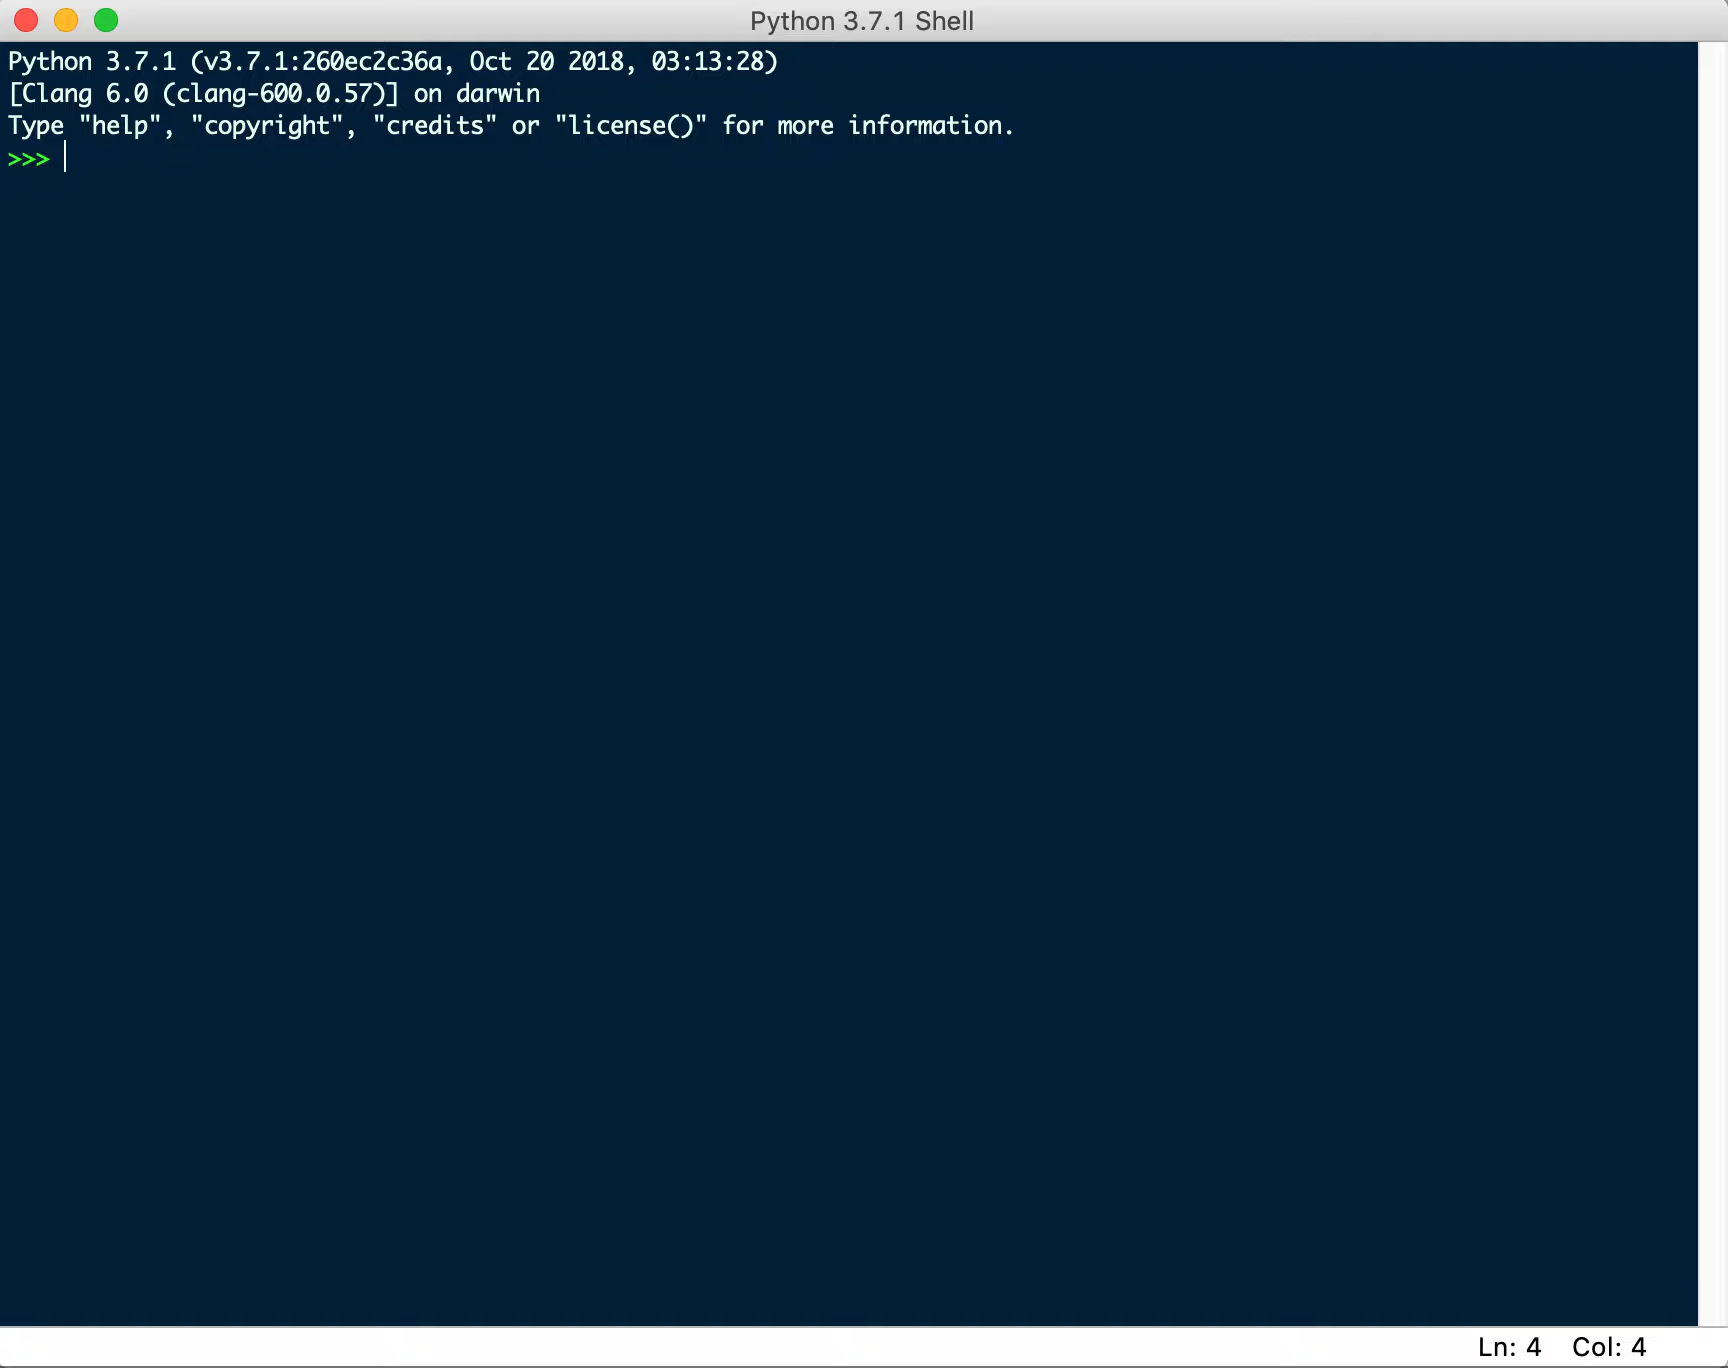 Python 3.7.1 Shell
Python 3.7.1 (v3.7.1:260ec2c36a, Oct 20 2018, 03:13:28)
[Clang 6.0 (clang-600.0.57)] on darwin
Type "help", "copyright", "credits" or "license()" for more information.
>>>
Ln: 4 Col: 4